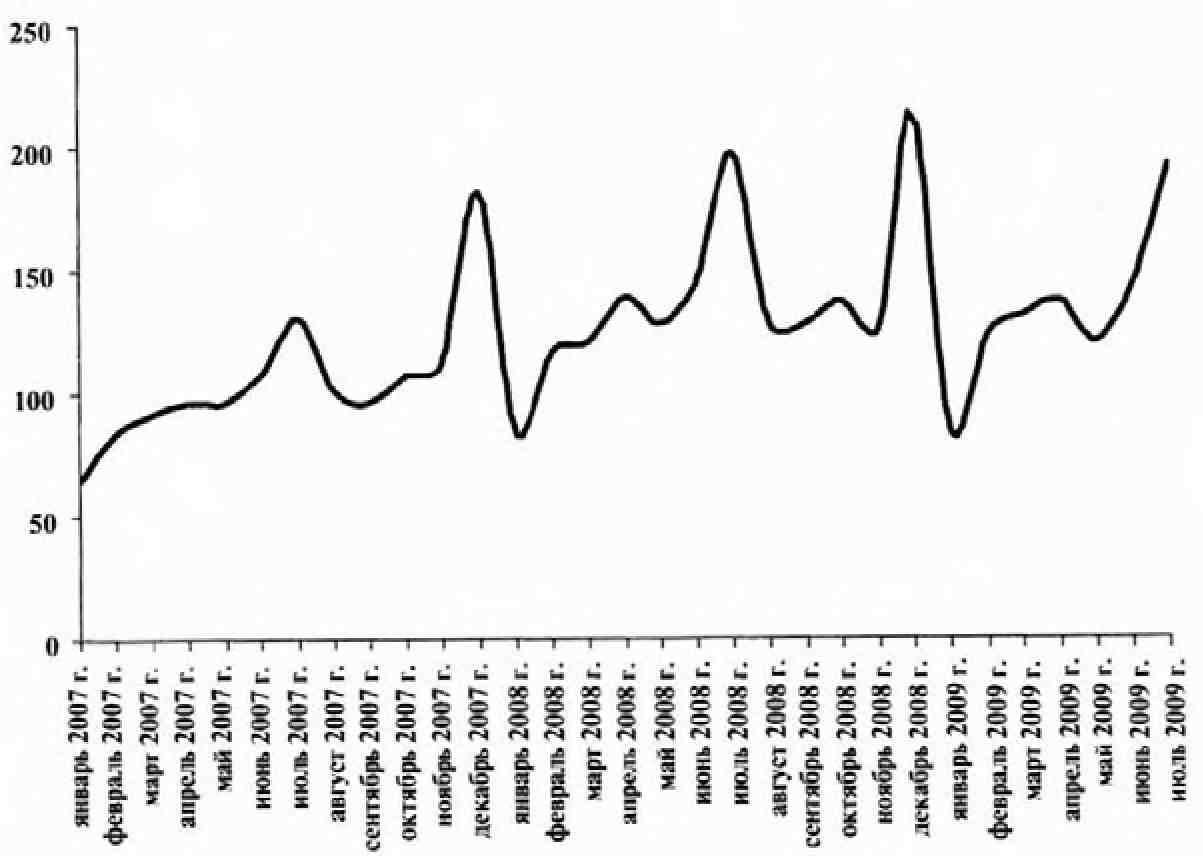 250
200
150
100
50
0
январь 2007 г.
февраль 2007 г.
март 2007 г.
апрель 2007 г.
май 2007 г.
июнь 2007 г.
июль 2007 г.
август 2007 г.
сентябрь 2007 г.
октябрь 2007 г.
ноябрь 2007 г.
декабрь 2007 г.
январь 2008 г.
февраль 2008 г.
март 2008 г.
апрель 2008 г.
май 2008 г.
июнь 2008 г.
июль 2008 г.
август 2008 г.
сентябрь 2008 г.
октябрь 2008 г.
ноябрь 2008 г.
декабрь 2008 г.
январь 2009 г.
февраль 2009 г.
март 2009 г.
апрель 2009 г.
май 2009 г.
июнь 2009 г.
июль 2009 г.